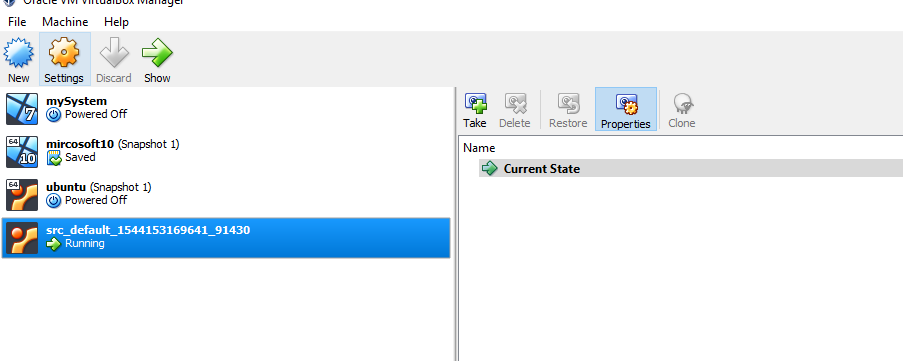 Oracle VM VirtualBox Manager
File Machine Help
New Settings Discard Show
7 mySystem
Powered Off
64 10 mircosoft10 (Snapshot 1)
Saved
64 ubuntu (Snapshot 1)
Powered Off
src_default_1544153169641_91430
Running
Take Delete Restore Properties Clone
Name
Current State